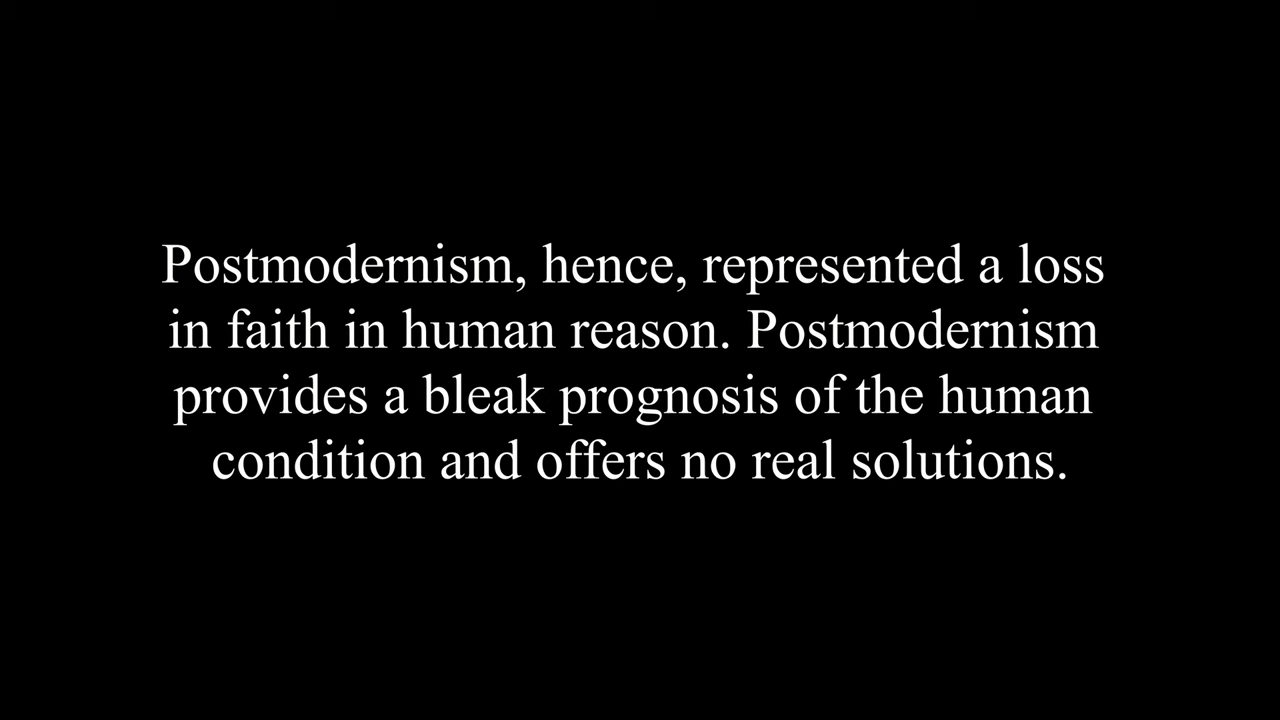 Postmodernism, hence, represented a loss
in faith in human reason. Postmodernism
provides a bleak prognosis of the human
condition and offers no real solutions.